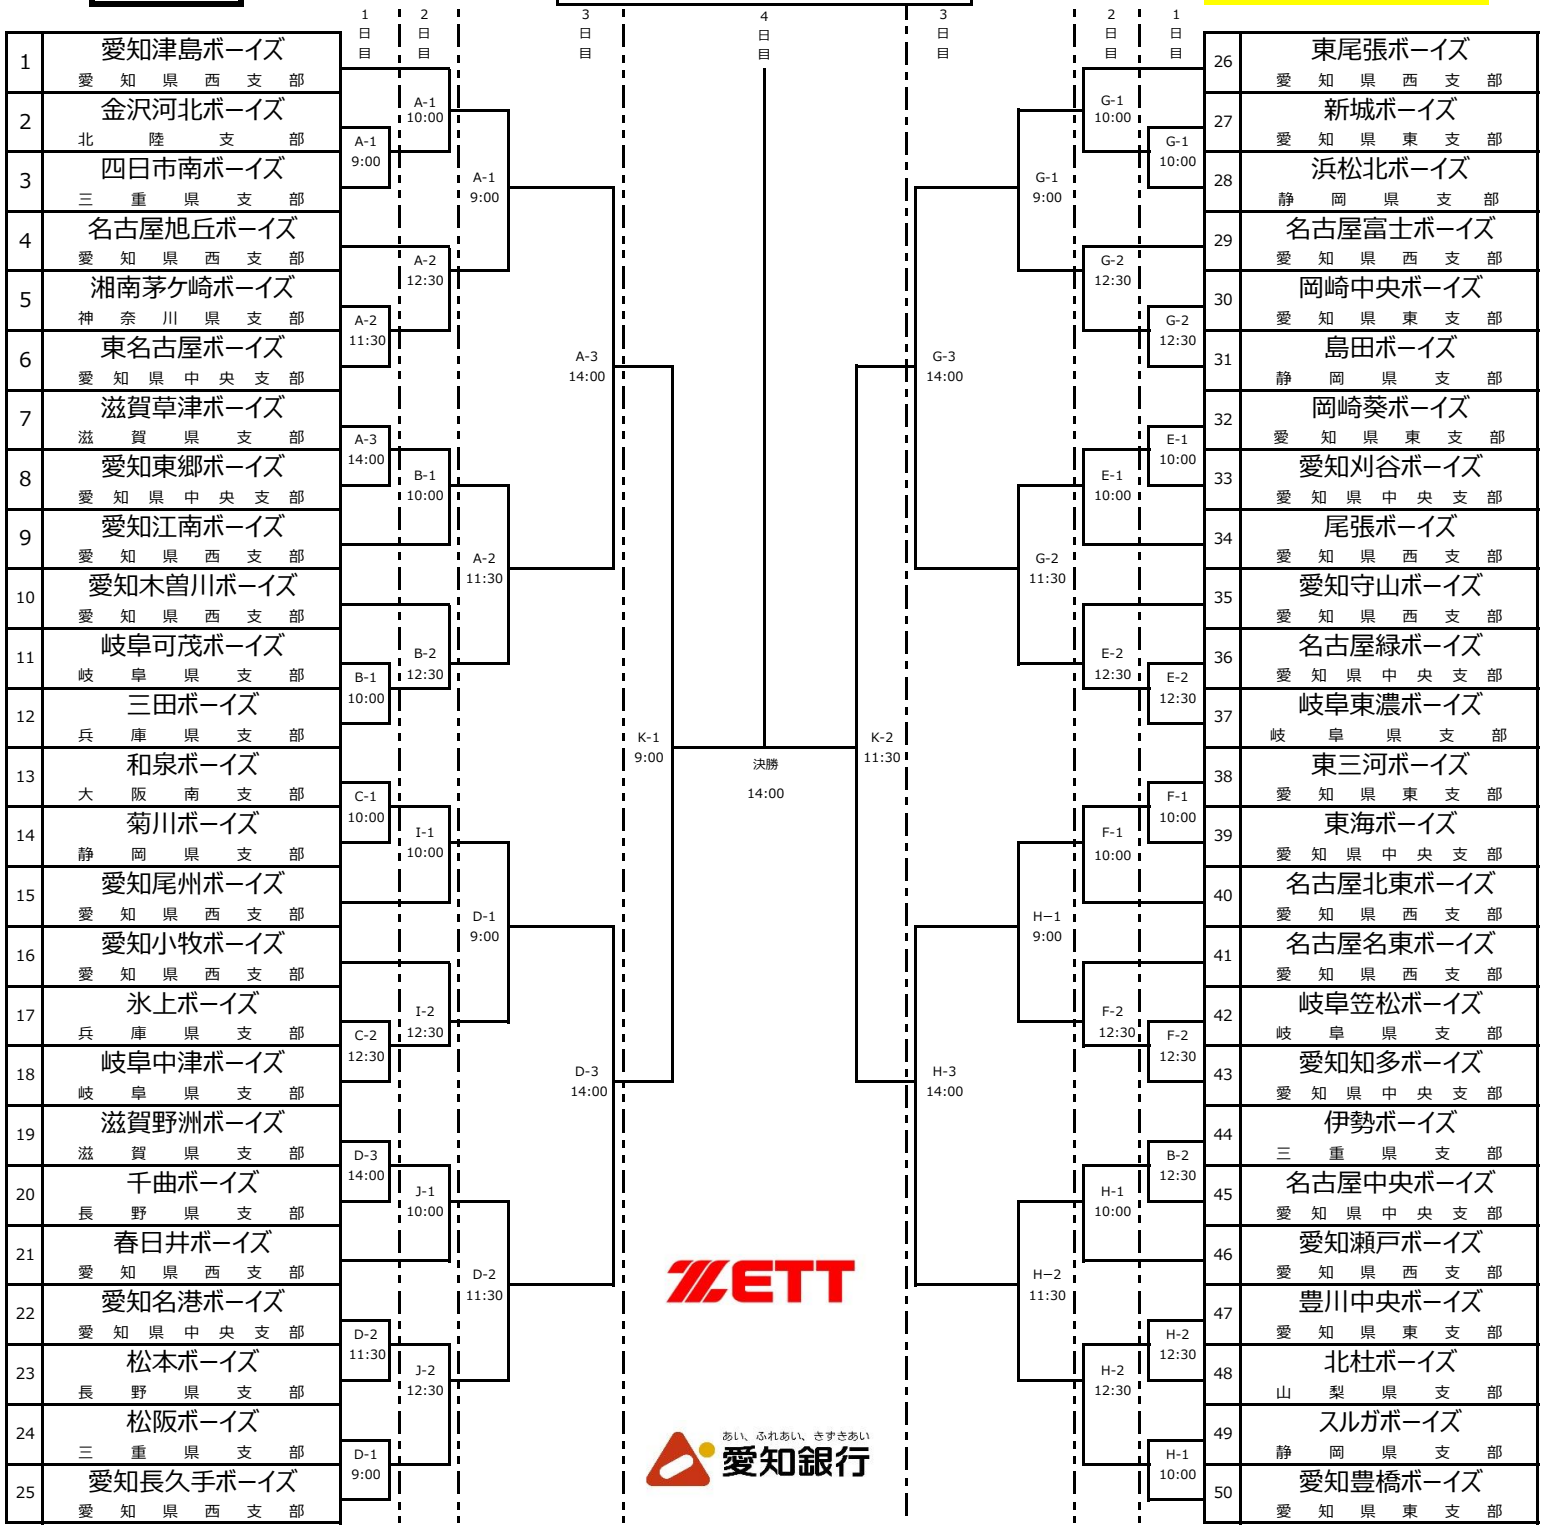 1日目
2日目
3日目
4日目
3日目
2日目
1日目
1 愛知津島ボーイズ
愛知県西支部
2 金沢河北ボーイズ
北陸支部
3 四日市南ボーイズ
三重県支部
4 名古屋旭丘ボーイズ
愛知県西支部
5 湘南茅ケ崎ボーイズ
神奈川県支部
6 東名古屋ボーイズ
愛知県中央支部
7 滋賀草津ボーイズ
滋賀県支部
8 愛知東郷ボーイズ
愛知県中央支部
9 愛知江南ボーイズ
愛知県西支部
10 愛知木曽川ボーイズ
愛知県西支部
11 岐阜可茂ボーイズ
岐阜県支部
12 三田ボーイズ
兵庫県支部
13 和泉ボーイズ
大阪南支部
14 菊川ボーイズ
静岡県支部
15 愛知尾州ボーイズ
愛知県西支部
16 愛知小牧ボーイズ
愛知県西支部
17 氷上ボーイズ
兵庫県支部
18 岐阜中津ボーイズ
岐阜県支部
19 滋賀野洲ボーイズ
滋賀県支部
20 千曲ボーイズ
長野県支部
21 春日井ボーイズ
愛知県西支部
22 愛知名港ボーイズ
愛知県中央支部
23 松本ボーイズ
長野県支部
24 松阪ボーイズ
三重県支部
25 愛知長久手ボーイズ
愛知県西支部
A-1
9:00
A-2
11:30
A-3
14:00
B-1
10:00
C-1
10:00
C-2
12:30
D-3
14:00
D-2
11:30
D-1
9:00
A-1
10:00
A-2
12:30
B-1
10:00
B-2
12:30
I-1
10:00
I-2
12:30
J-1
10:00
J-2
12:30
A-1
9:00
A-2
11:30
D-1
9:00
D-2
11:30
A-3
14:00
D-3
14:00
K-1
9:00
決勝
14:00
K-2
11:30
G-3
14:00
H-3
14:00
G-1
9:00
G-2
11:30
H−1
9:00
H−2
11:30
G-1
10:00
G-2
12:30
E-1
10:00
E-2
12:30
F-1
10:00
F-2
12:30
H-1
10:00
H-2
12:30
G-1
10:00
G-2
12:30
E-1
10:00
E-2
12:30
F-1
10:00
F-2
12:30
B-2
12:30
H-2
12:30
H-1
10:00
26 東尾張ボーイズ
愛知県西支部
27 新城ボーイズ
愛知県東支部
28 浜松北ボーイズ
静岡県支部
29 名古屋富士ボーイズ
愛知県西支部
30 岡崎中央ボーイズ
愛知県東支部
31 島田ボーイズ
静岡県支部
32 岡崎葵ボーイズ
愛知県東支部
33 愛知刈谷ボーイズ
愛知県中央支部
34 尾張ボーイズ
愛知県西支部
35 愛知守山ボーイズ
愛知県西支部
36 名古屋緑ボーイズ
愛知県中央支部
37 岐阜東濃ボーイズ
岐阜県支部
38 東三河ボーイズ
愛知県東支部
39 東海ボーイズ
愛知県中央支部
40 名古屋北東ボーイズ
愛知県西支部
41 名古屋名東ボーイズ
愛知県西支部
42 岐阜笠松ボーイズ
岐阜県支部
43 愛知知多ボーイズ
愛知県中央支部
44 伊勢ボーイズ
三重県支部
45 名古屋中央ボーイズ
愛知県中央支部
46 愛知瀬戸ボーイズ
愛知県西支部
47 豊川中央ボーイズ
愛知県東支部
48 北杜ボーイズ
山梨県支部
49 スルガボーイズ
静岡県支部
50 愛知豊橋ボーイズ
愛知県東支部
ZETT
あい、ふれあい、きずきあい
愛知銀行